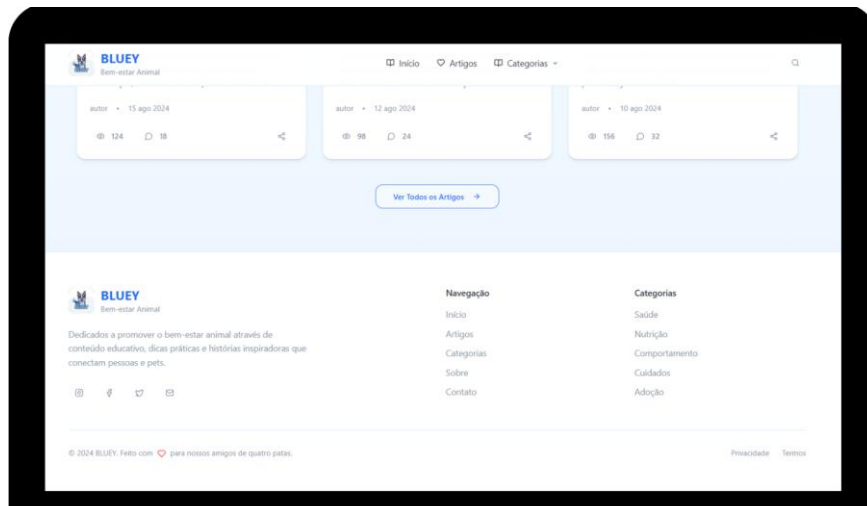 BLUEY
Bem-estar Animal
Início Artigos Categorias
autor • 15 ago 2024
124 18
autor • 12 ago 2024
98 24
autor • 10 ago 2024
156 32
Ver Todos os Artigos →
BLUEY
Bem-estar Animal
Dedicados a promover o bem-estar animal através de
conteúdo educativo, dicas práticas e histórias inspiradoras que
conectam pessoas e pets.
Navegação
Início
Artigos
Categorias
Sobre
Contato
Categorias
Saúde
Nutrição
Comportamento
Cuidados
Adoção
© 2024 BLUEY. Feito com para nossos amigos de quatro patas.
Privacidade Termos